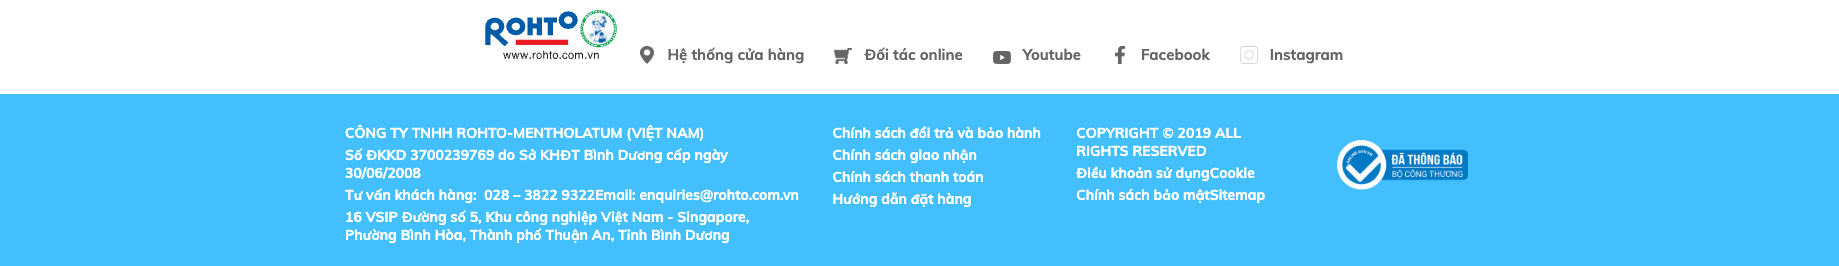 ROHTO
www.rohto.com.vn
Hệ thống cửa hàng
Đối tác online
Youtube
Facebook
Instagram
CÔNG TY TNHH ROHTO-MENTHOLATUM (VIỆT NAM)
Số ĐKKD 3700239769 do Sở KHĐT Bình Dương cấp ngày
30/06/2008
Tư vấn khách hàng:  028 – 3822 9322Email: enquiries@rohto.com.vn
16 VSIP Đường số 5, Khu công nghiệp Việt Nam - Singapore,
Phường Bình Hòa, Thành phố Thuận An, Tỉnh Bình Dương
Chính sách đổi trả và bảo hành
Chính sách giao nhận
Chính sách thanh toán
Hướng dẫn đặt hàng
COPYRIGHT © 2019 ALL
RIGHTS RESERVED
Điều khoản sử dụngCookie
Chính sách bảo mậtSitemap
ĐÃ THÔNG BÁO
BỘ CÔNG THƯƠNG